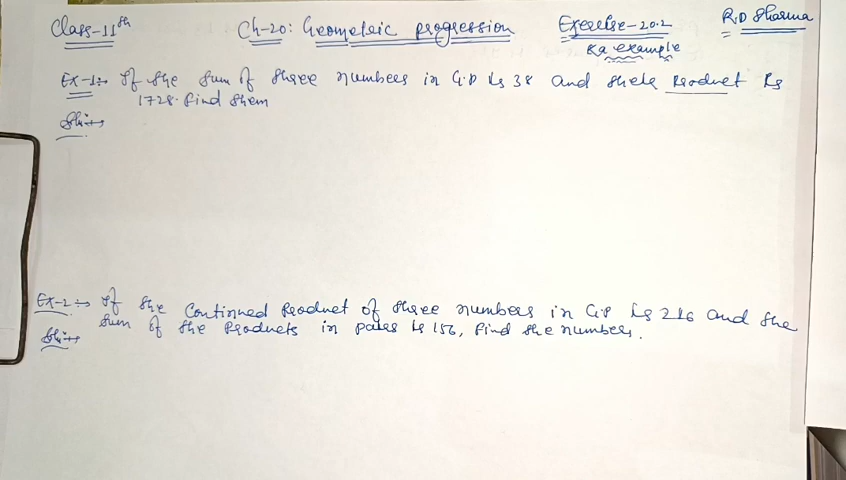 Class-11th Ch-20: Geometric progression Exercise-20.2 R.D Sharma
Ka example
Ex-1:- If the sum of three numbers in G.P is 38 and their Product is
1728. find them
Sol:-
Ex-2:- If the Continued Product of three numbers in G.P is 216 and the
sum of the Products in pairs is 156, find the numbers.
Sol:-